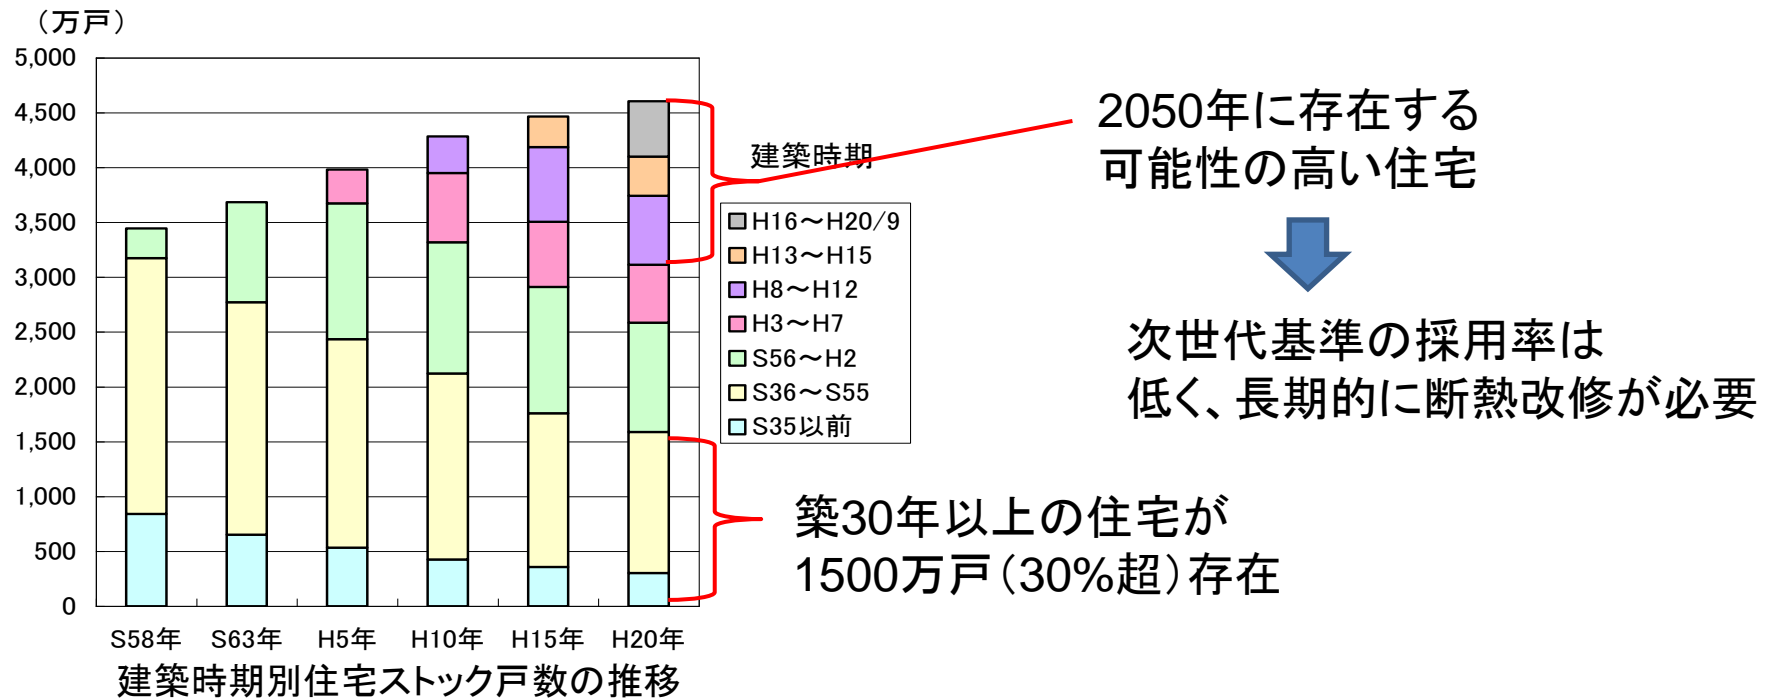 （万戸）
5,000
4,500
4,000
3,500
3,000
2,500
2,000
1,500
1,000
500
0
S58年
S63年
H5年
H10年
H15年
H20年
建築時期別住宅ストック戸数の推移
建築時期
H16～H20/9
H13～H15
H8～H12
H3～H7
S56～H2
S36～S55
S35以前
2050年に存在する
可能性の高い住宅
次世代基準の採用率は
低く、長期的に断熱改修が必要
築30年以上の住宅が
1500万戸（30%超）存在